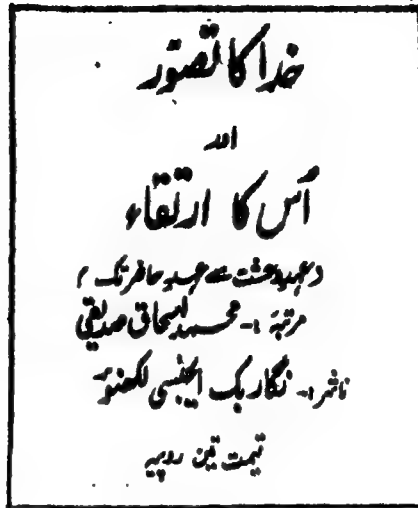 خدا کا تصوّر
اور
اُس کا ارتقاء
(عہدِ وحشت سے عہدِ حاضر تک)
مرتبہ :- محمد اسحاق صدیقی
ناشر :- نگار بک ایجنسی لکھنؤ
قیمت تین روپیہ